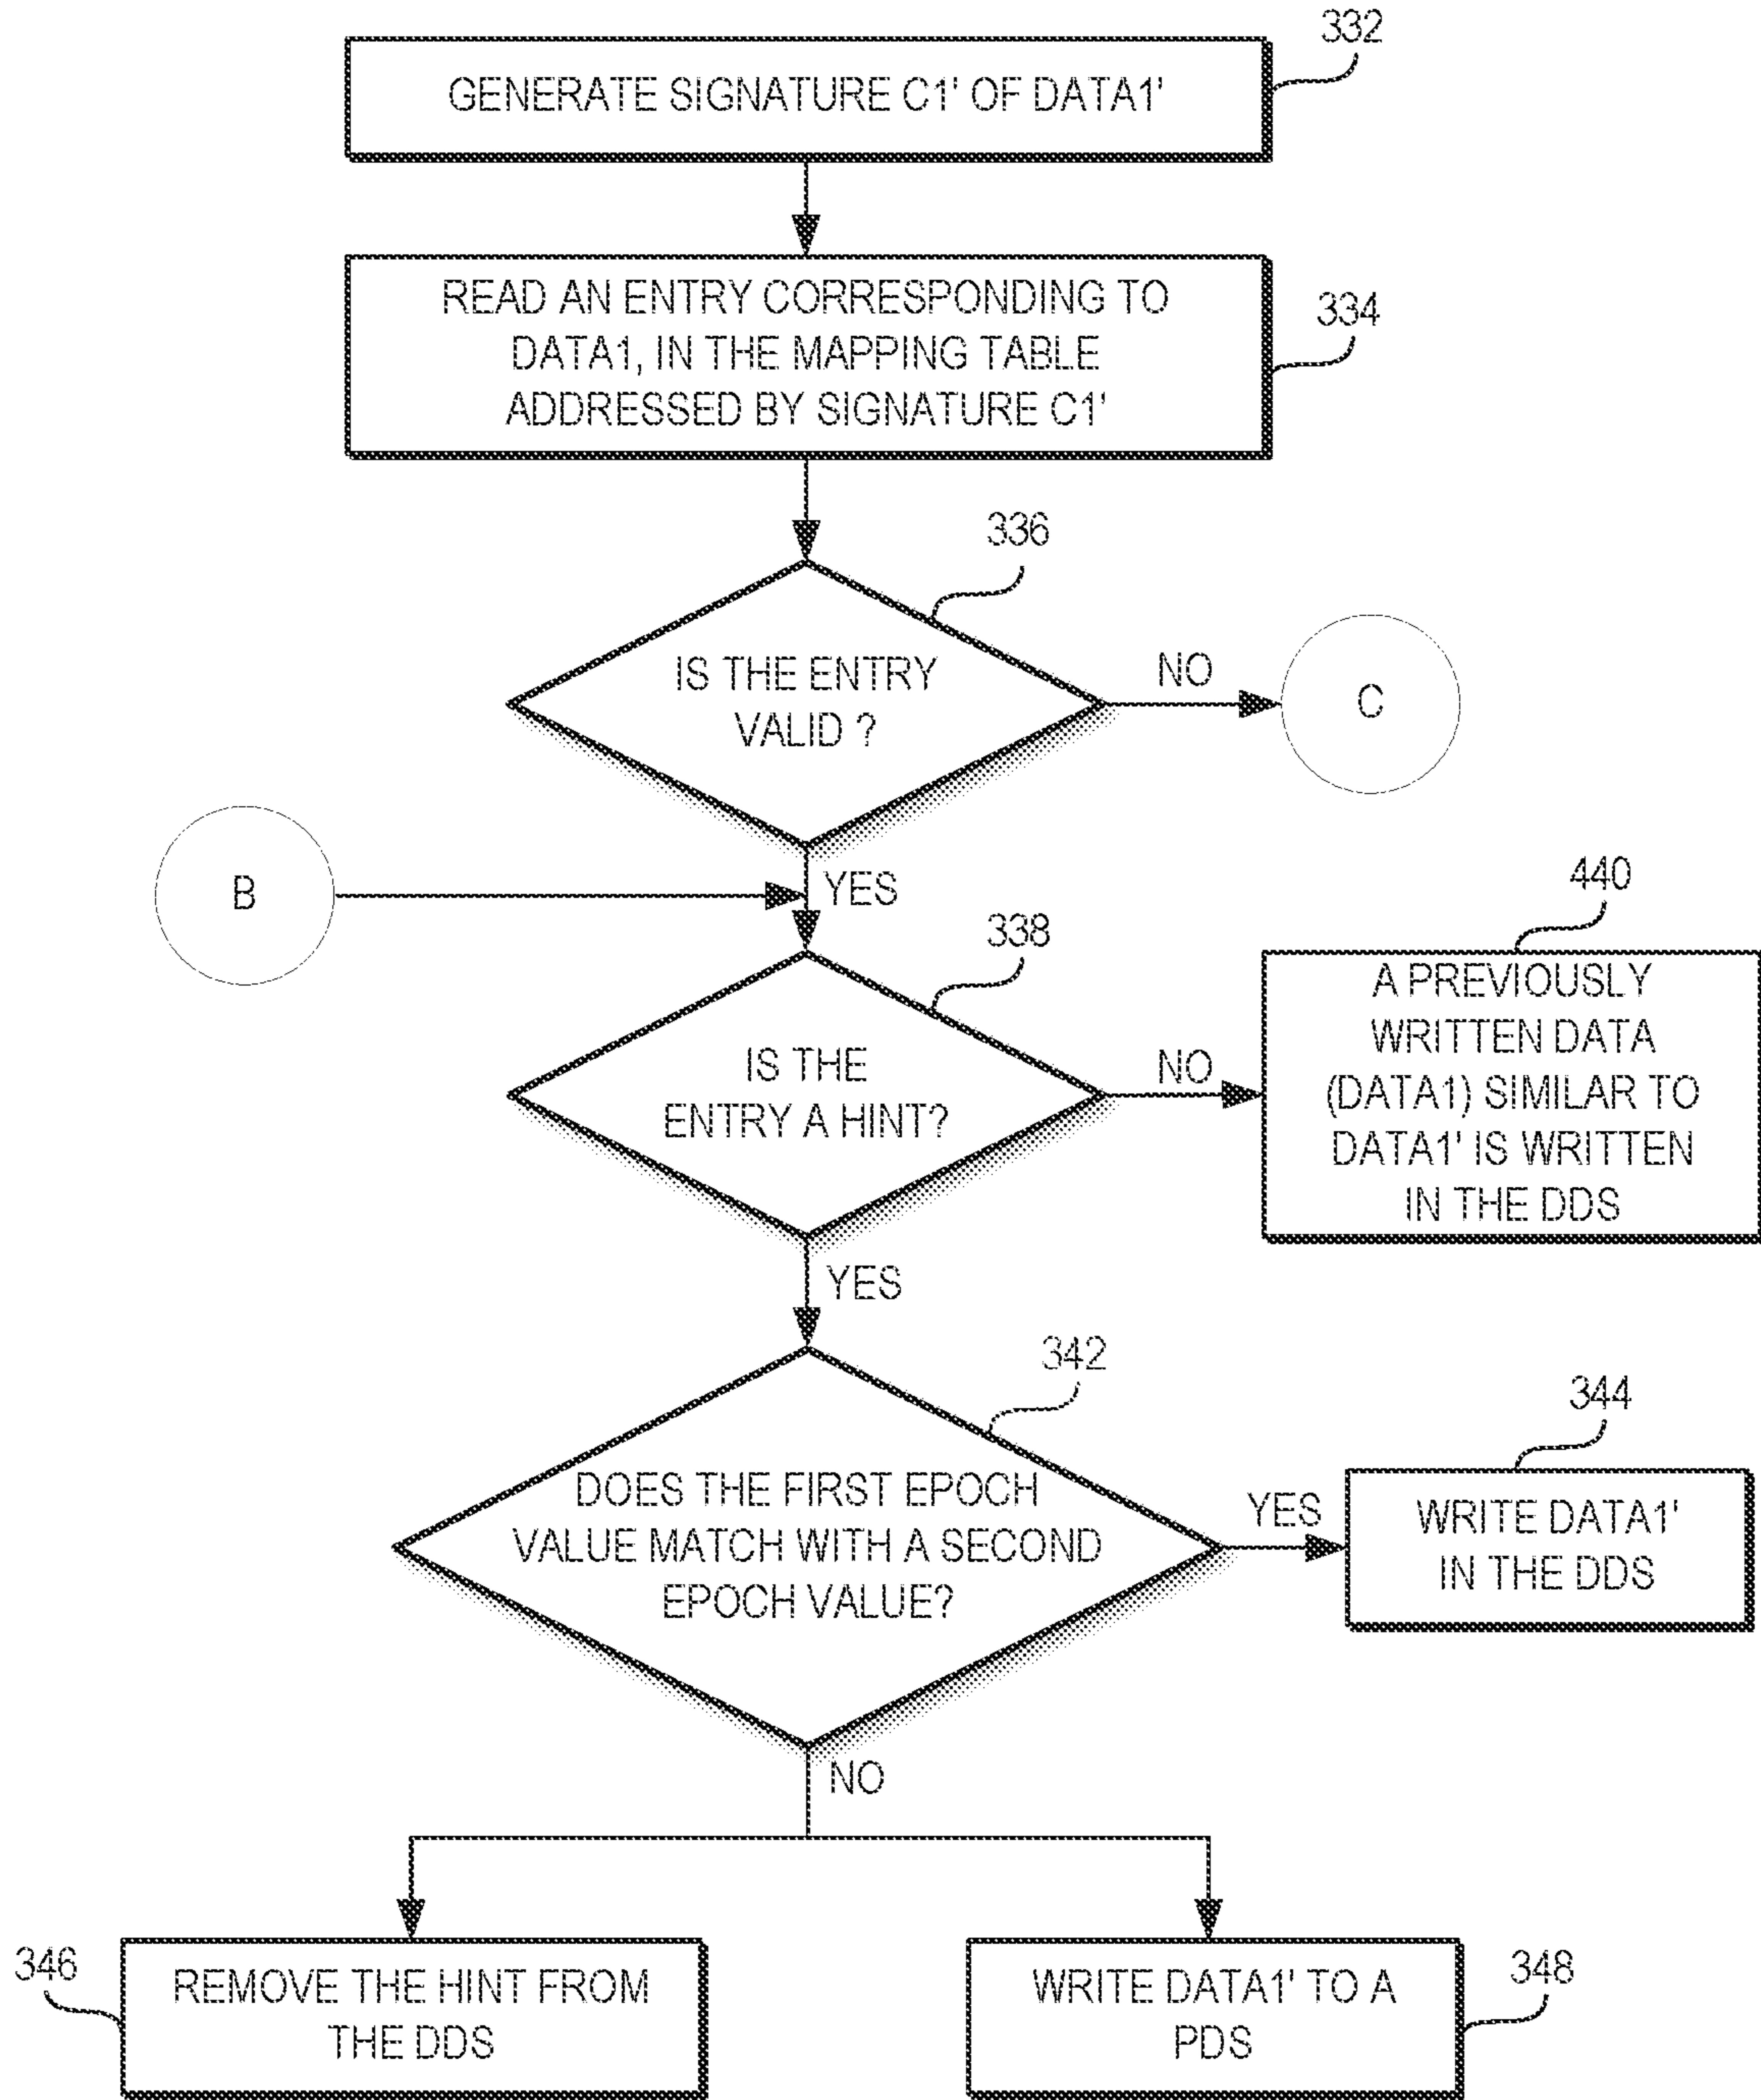 332
GENERATE SIGNATURE C1' OF DATA1'
READ AN ENTRY CORRESPONDING TO
DATA1, IN THE MAPPING TABLE
ADDRESSED BY SIGNATURE C1'
334
336
IS THE ENTRY
VALID ?
NO
C
B
YES
338
IS THE
ENTRY A HINT?
NO
440
A PREVIOUSLY
WRITTEN DATA
(DATA1) SIMILAR TO
DATA1' IS WRITTEN
IN THE DDS
YES
342
DOES THE FIRST EPOCH
VALUE MATCH WITH A SECOND
EPOCH VALUE?
YES
344
WRITE DATA1'
IN THE DDS
NO
346
REMOVE THE HINT FROM
THE DDS
WRITE DATA1' TO A
PDS
348